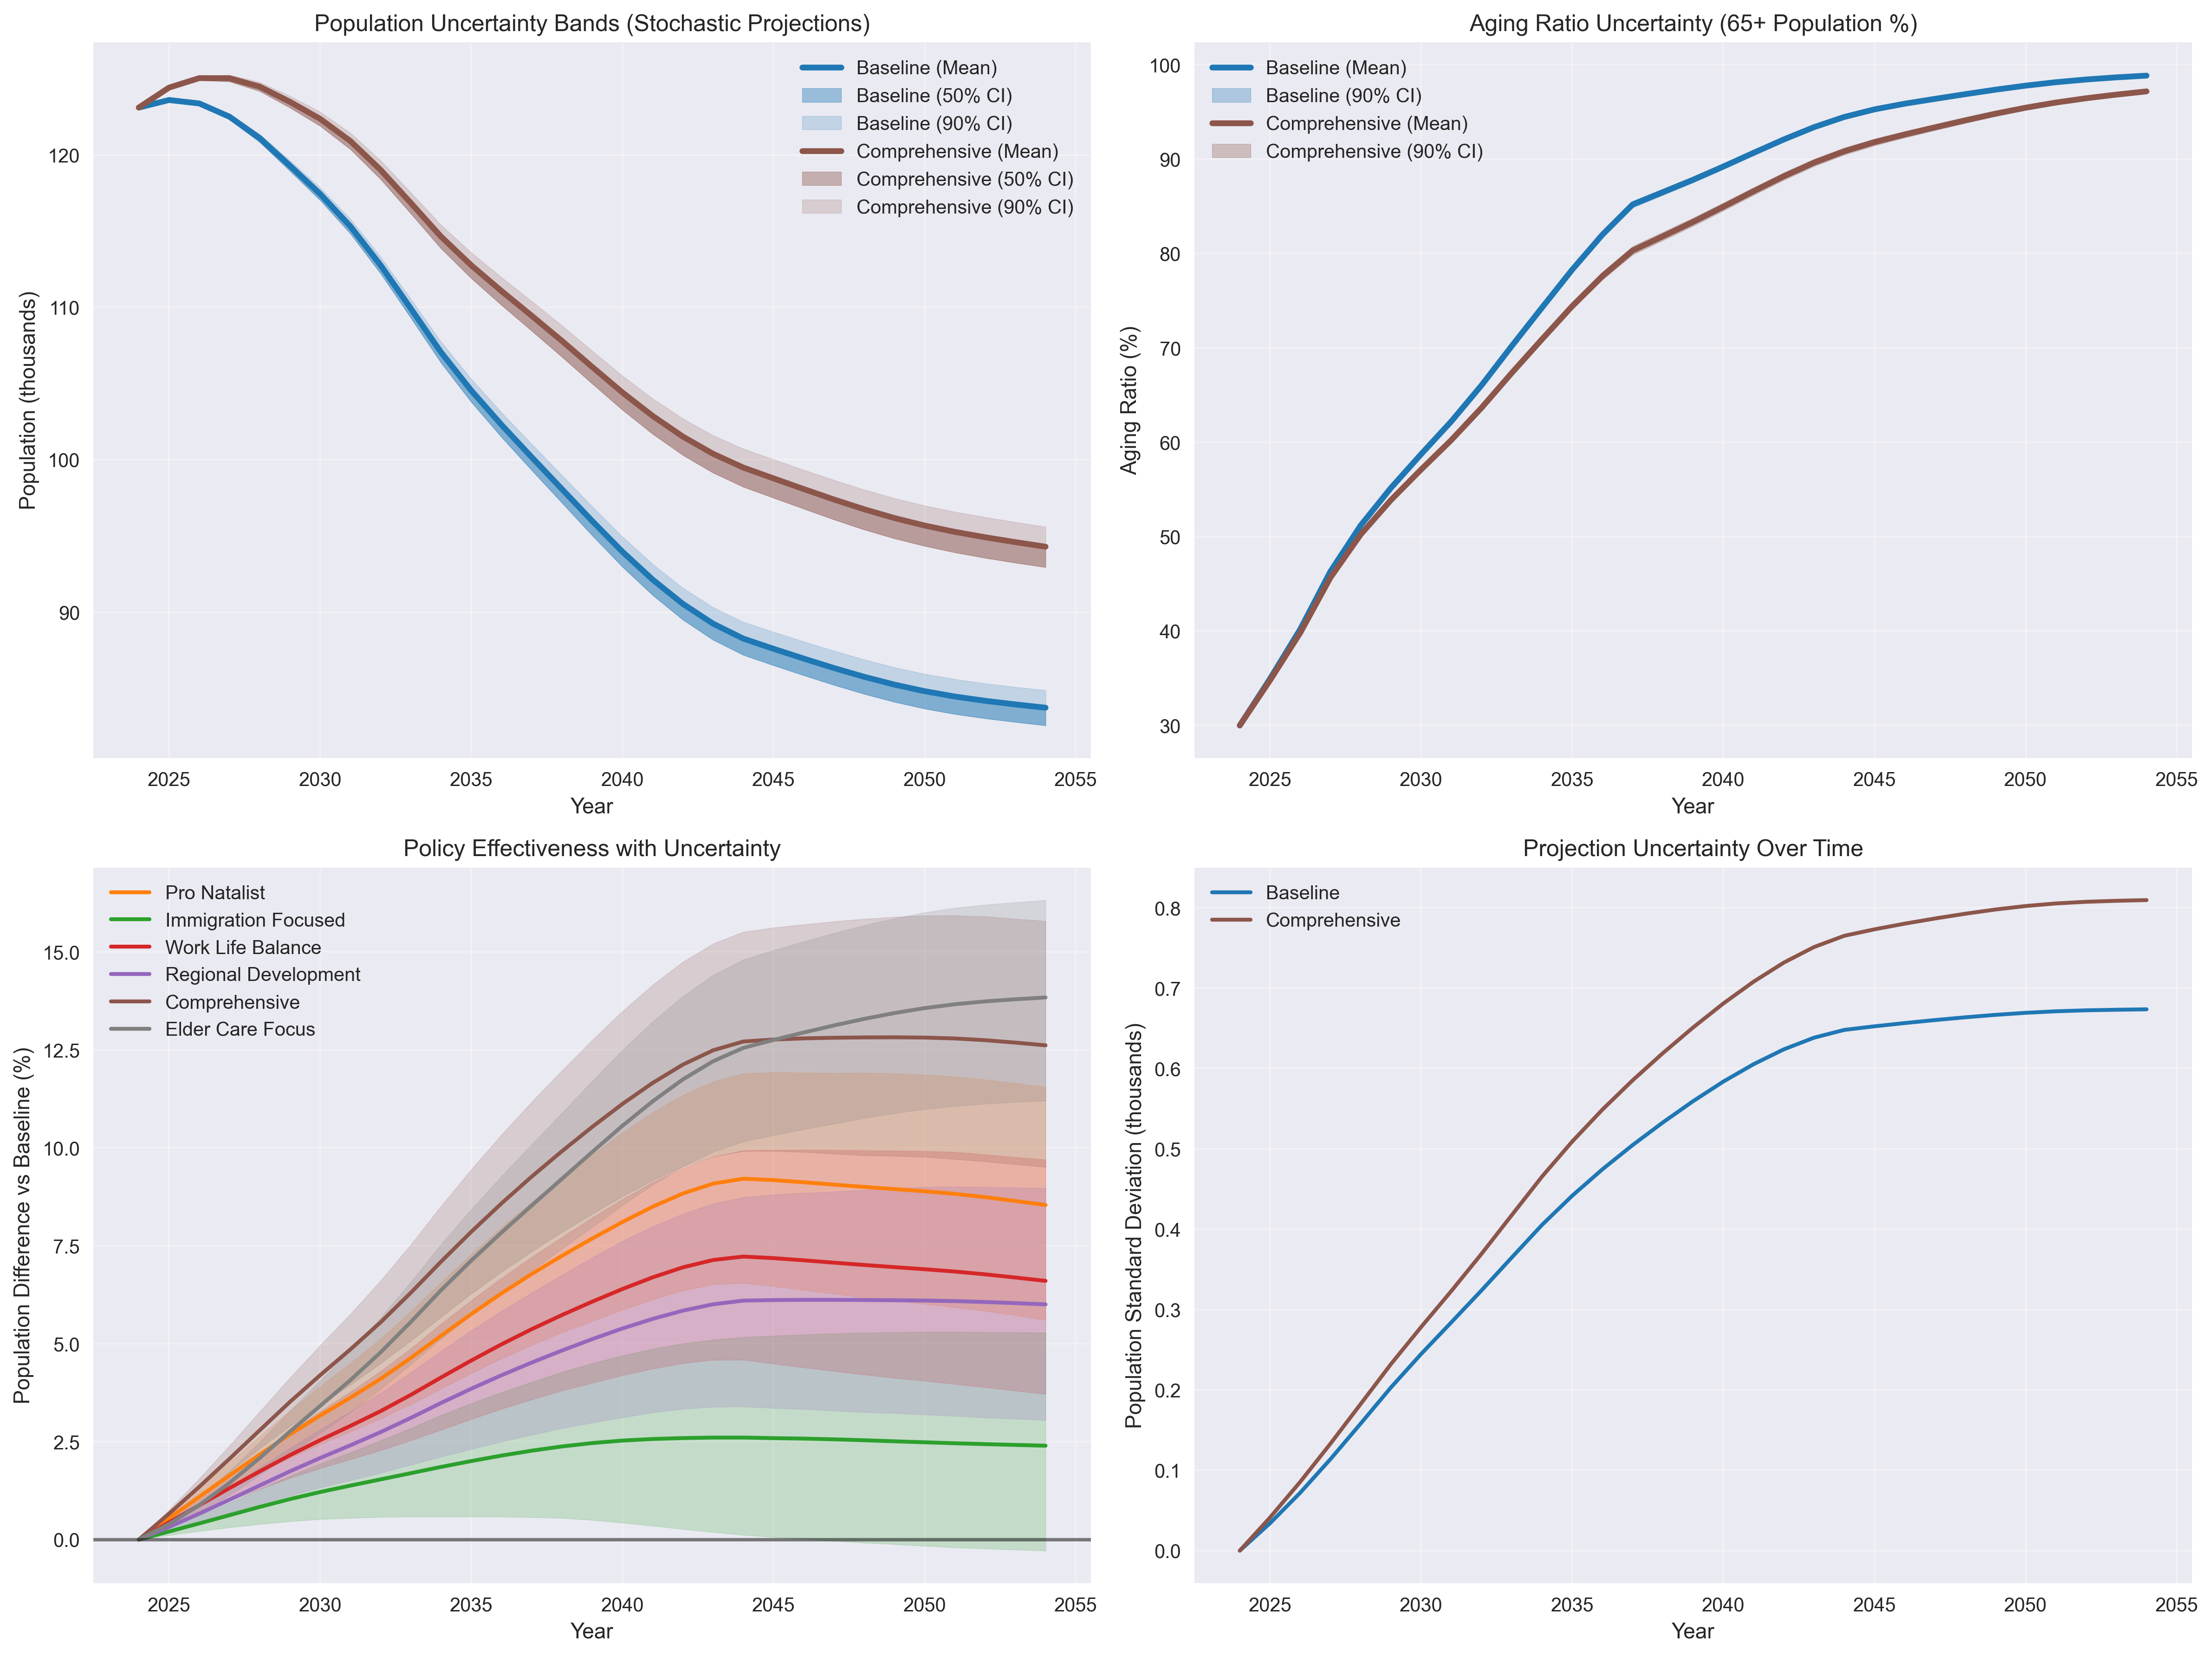 Population Uncertainty Bands (Stochastic Projections)
Baseline (Mean)
Baseline (50% CI)
Baseline (90% CI)
Comprehensive (Mean)
Comprehensive (50% CI)
Comprehensive (90% CI)
Population (thousands)
120
110
100
90
2025 2030 2035 2040 2045 2050 2055
Year
Aging Ratio Uncertainty (65+ Population %)
Baseline (Mean)
Baseline (90% CI)
Comprehensive (Mean)
Comprehensive (90% CI)
Aging Ratio (%)
100
90
80
70
60
50
40
30
2025 2030 2035 2040 2045 2050 2055
Year
Policy Effectiveness with Uncertainty
Pro Natalist
Immigration Focused
Work Life Balance
Regional Development
Comprehensive
Elder Care Focus
Population Difference vs Baseline (%)
15.0
12.5
10.0
7.5
5.0
2.5
0.0
2025 2030 2035 2040 2045 2050 2055
Year
Projection Uncertainty Over Time
Baseline
Comprehensive
Population Standard Deviation (thousands)
0.8
0.7
0.6
0.5
0.4
0.3
0.2
0.1
0.0
2025 2030 2035 2040 2045 2050 2055
Year